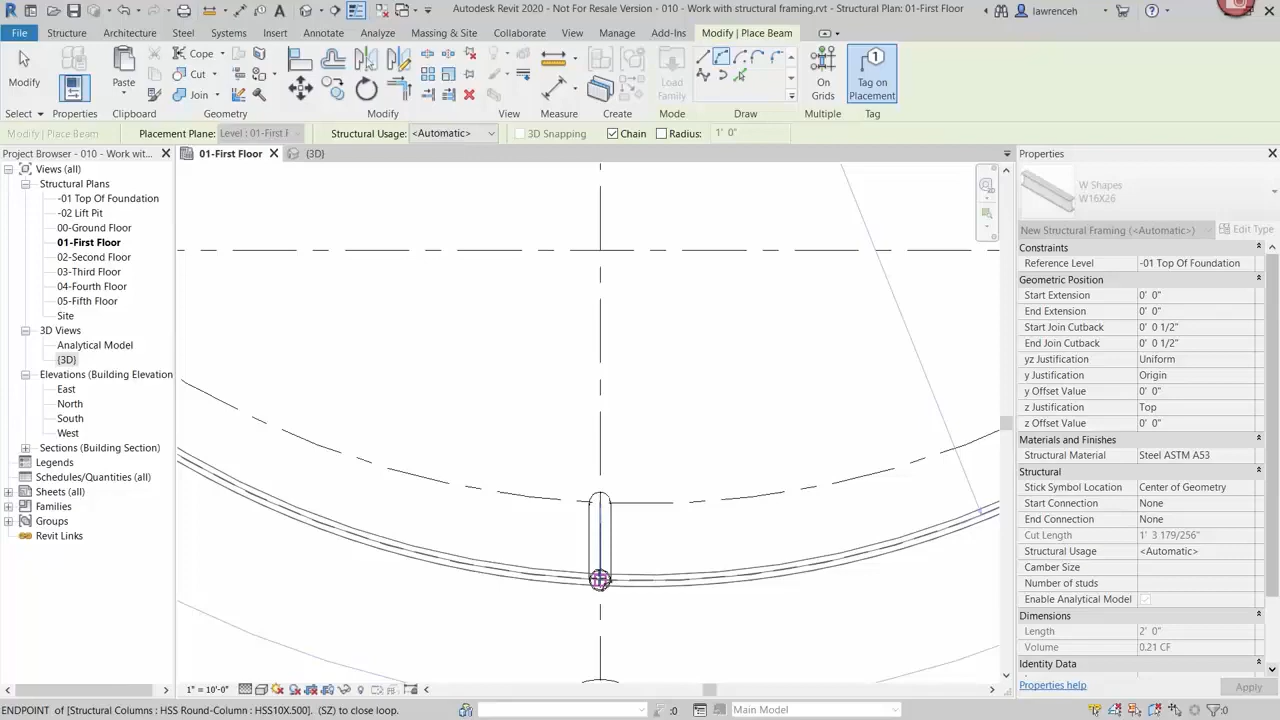 Autodesk Revit 2020 - Not For Resale Version - 010 - Work with structural framing.rvt - Structural Plan: 01-First Floor
lawrenceh
File Structure Architecture Steel Systems Insert Annotate Analyze Massing & Site Collaborate View Manage Add-Ins Modify | Place Beam
Modify
Paste
Cope
Cut
Join
Load
Family
On
Grids
Tag on
Placement
Select Properties Clipboard Geometry Modify View Measure Create Mode Draw Multiple Tag
Modify | Place Beam Placement Plane: Level : 01-First F Structural Usage: <Automatic> 3D Snapping Chain Radius: 1' 0"
Project Browser - 010 - Work with...
01-First Floor
{3D}
Properties
Views (all)
Structural Plans
-01 Top Of Foundation
-02 Lift Pit
00-Ground Floor
01-First Floor
02-Second Floor
03-Third Floor
04-Fourth Floor
05-Fifth Floor
Site
3D Views
Analytical Model
{3D}
Elevations (Building Elevation
East
North
South
West
Sections (Building Section)
Legends
Schedules/Quantities (all)
Sheets (all)
Families
Groups
Revit Links
W Shapes
W16X26
New Structural Framing (<Automatic>) Edit Type
Constraints
Reference Level -01 Top Of Foundation
Geometric Position
Start Extension 0' 0"
End Extension 0' 0"
Start Join Cutback 0' 0 1/2"
End Join Cutback 0' 0 1/2"
yz Justification Uniform
y Justification Origin
y Offset Value 0' 0"
z Justification Top
z Offset Value 0' 0"
Materials and Finishes
Structural Material Steel ASTM A53
Structural
Stick Symbol Location Center of Geometry
Start Connection None
End Connection None
Cut Length 1' 3 179/256"
Structural Usage <Automatic>
Camber Size
Number of studs
Enable Analytical Model
Dimensions
Length 2' 0"
Volume 0.21 CF
Identity Data
Properties help Apply
1" = 10'-0"
ENDPOINT of [Structural Columns : HSS Round-Column : HSS10X.500]. (SZ) to close loop. :0 Main Model :0